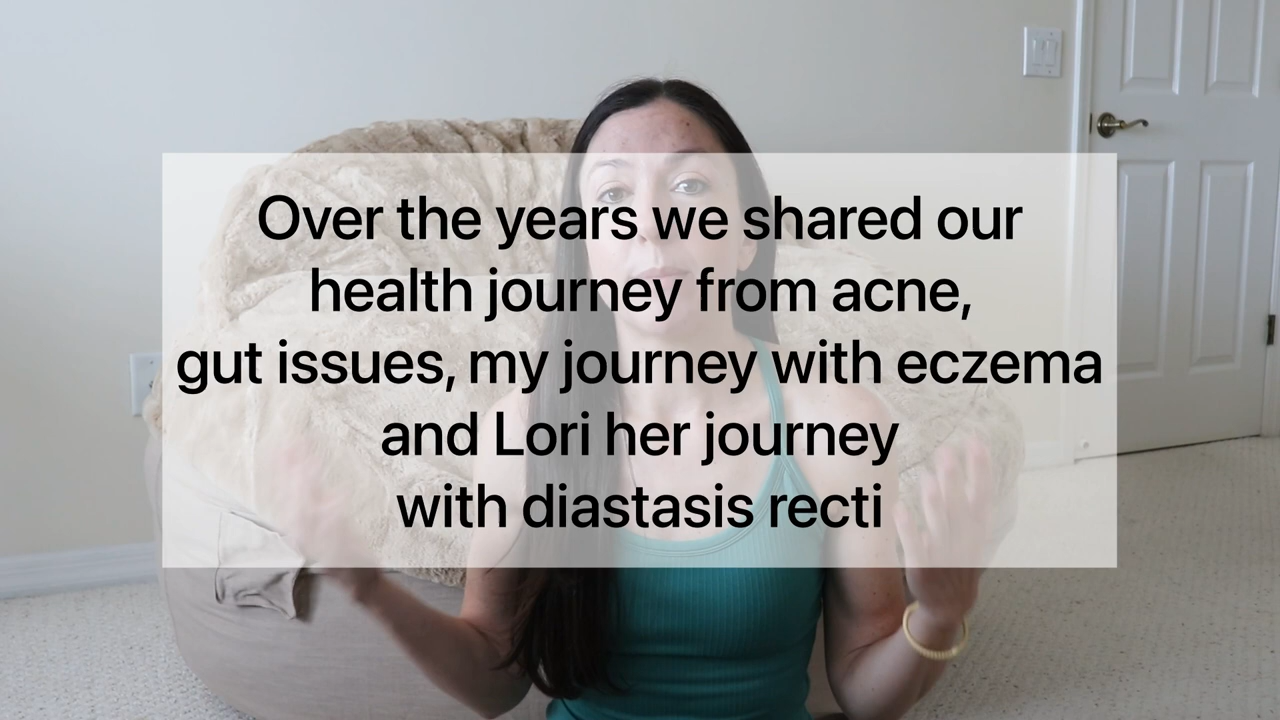 Over the years we shared our
health journey from acne,
gut issues, my journey with eczema
and Lori her journey
with diastasis recti